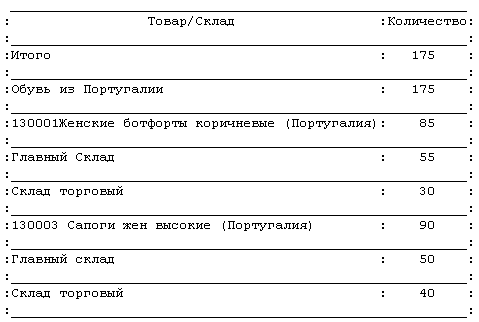 :Товар/Склад:Количество:
:Итого:175:
:Обувь из Португалии:175:
:130001Женские ботфорты коричневые (Португалия):85:
:Главный Склад:55:
:Склад торговый:30:
:130003 Сапоги жен высокие (Португалия):90:
:Главный склад:50:
:Склад торговый:40: